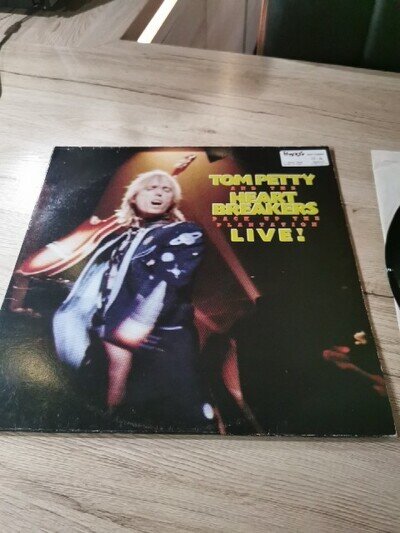 TOM PETTY
AND THE
HEART
BREAKERS
PACK UP THE
PLANTATION
LIVE!